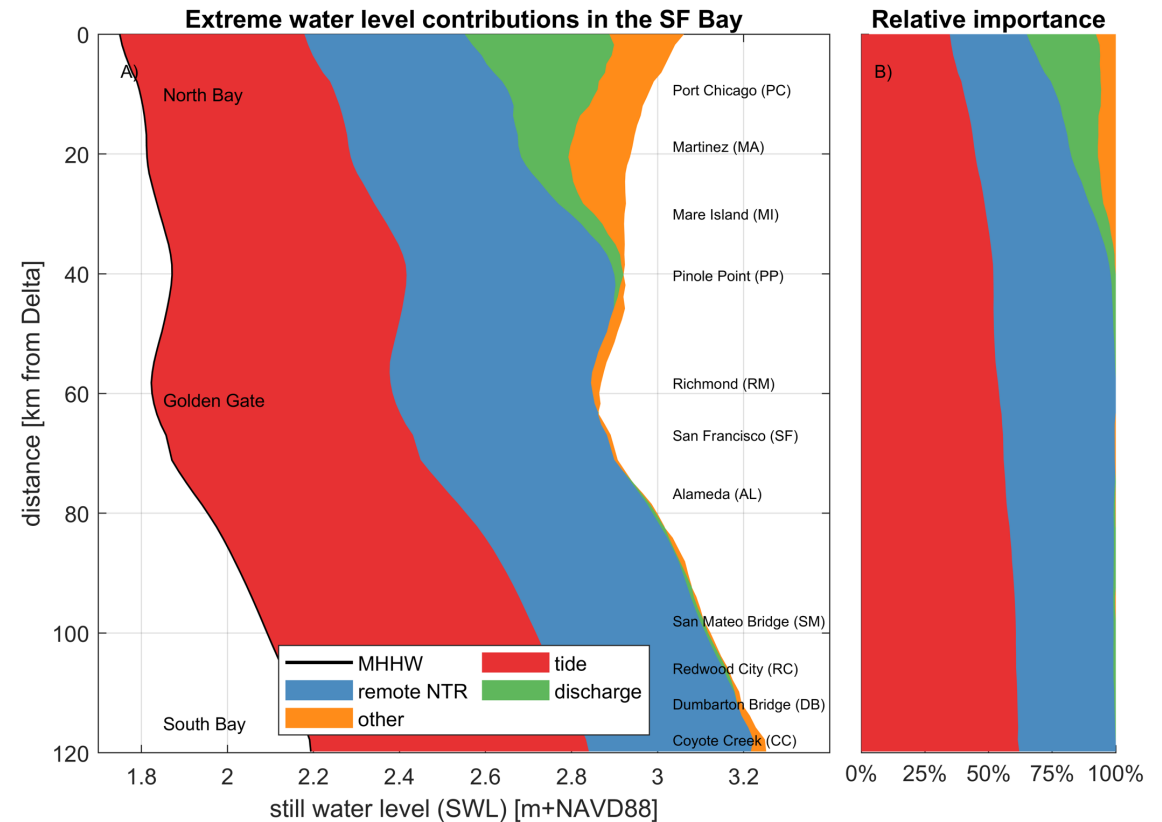 Extreme water level contributions in the SF Bay
Relative importance
A)
B)
North Bay
Golden Gate
South Bay
Port Chicago (PC)
Martinez (MA)
Mare Island (MI)
Pinole Point (PP)
Richmond (RM)
San Francisco (SF)
Alameda (AL)
San Mateo Bridge (SM)
Redwood City (RC)
Dumbarton Bridge (DB)
Coyote Creek (CC)
MHHW
tide
remote NTR
discharge
other
distance [km from Delta]
0
20
40
60
80
100
120
1.8
2
2.2
2.4
2.6
2.8
3
3.2
still water level (SWL) [m+NAVD88]
0%
25%
50%
75%
100%